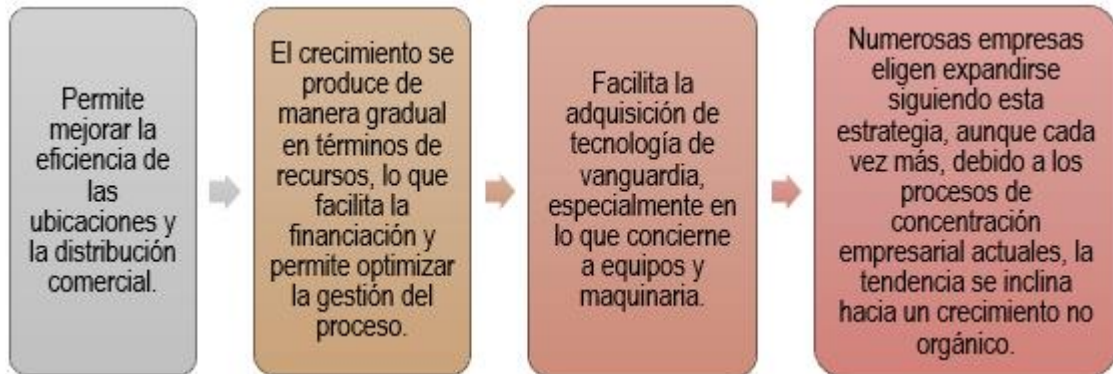 Permite
mejorar la
eficiencia de
las
ubicaciones y
la distribución
comercial.
El crecimiento se
produce de
manera gradual
en términos de
recursos, lo que
facilita la
financiación y
permite optimizar
la gestión del
proceso.
Facilita la
adquisición de
tecnología de
vanguardia,
especialmente en
lo que concierne
a equipos y
maquinaria.
Numerosas empresas
eligen expandirse
siguiendo esta
estrategia, aunque cada
vez más, debido a los
procesos de
concentración
empresarial actuales, la
tendencia se inclina
hacia un crecimiento no
orgánico.